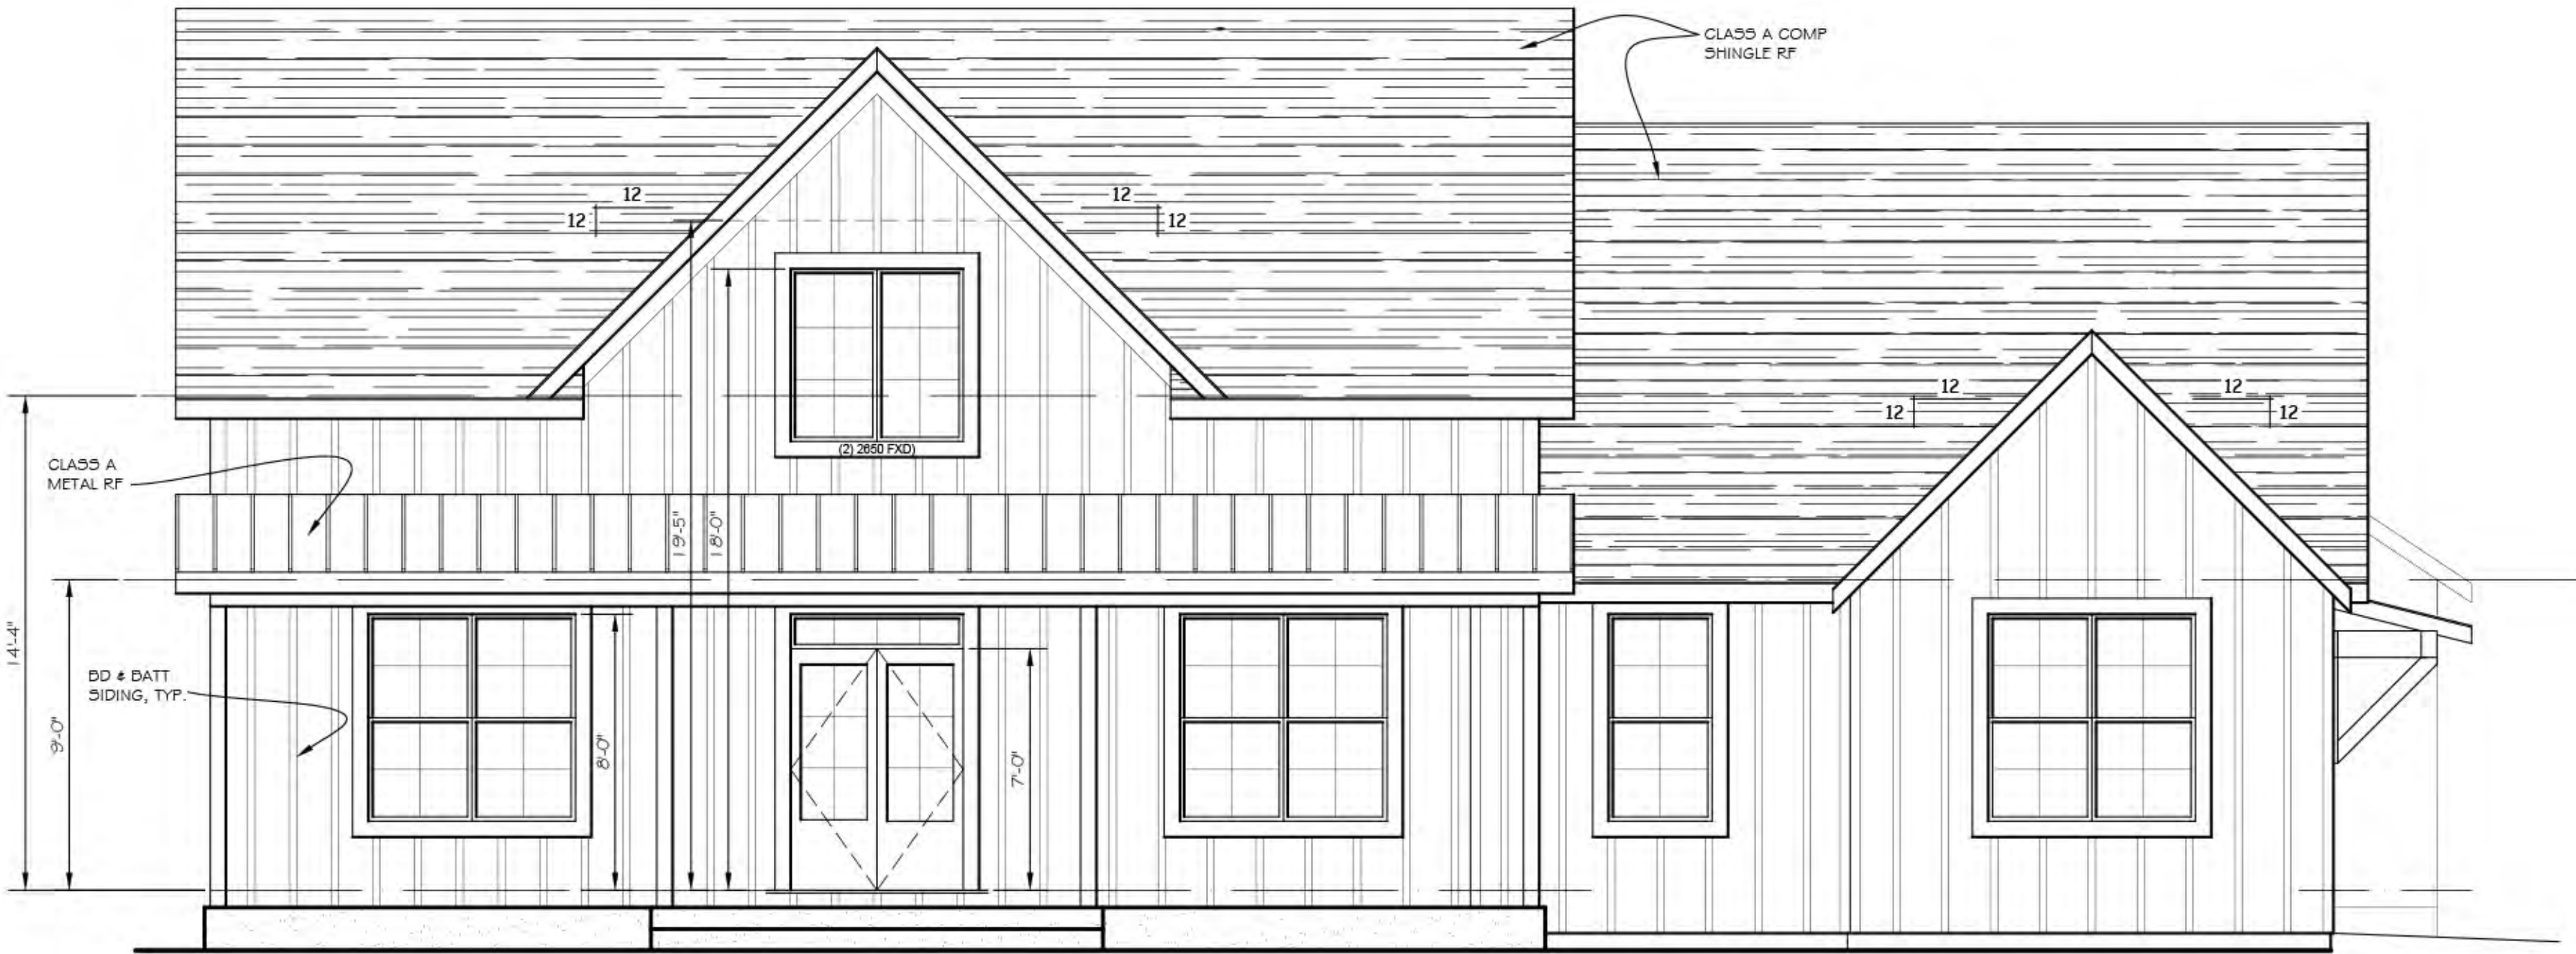 CLASS A COMP
SHINGLE RF
12
12
12
12
12
12
12
12
(2) 2650 FXD)
CLASS A
METAL RF
19'-5"
18'-0"
14'-4"
9'-0"
BD & BATT
SIDING, TYP.
8'-0"
7'-0"